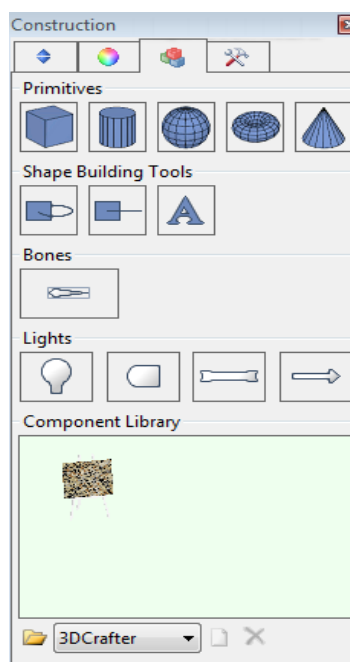 Construction
Primitives
Shape Building Tools
A
Bones
Lights
Component Library
3DCrafter